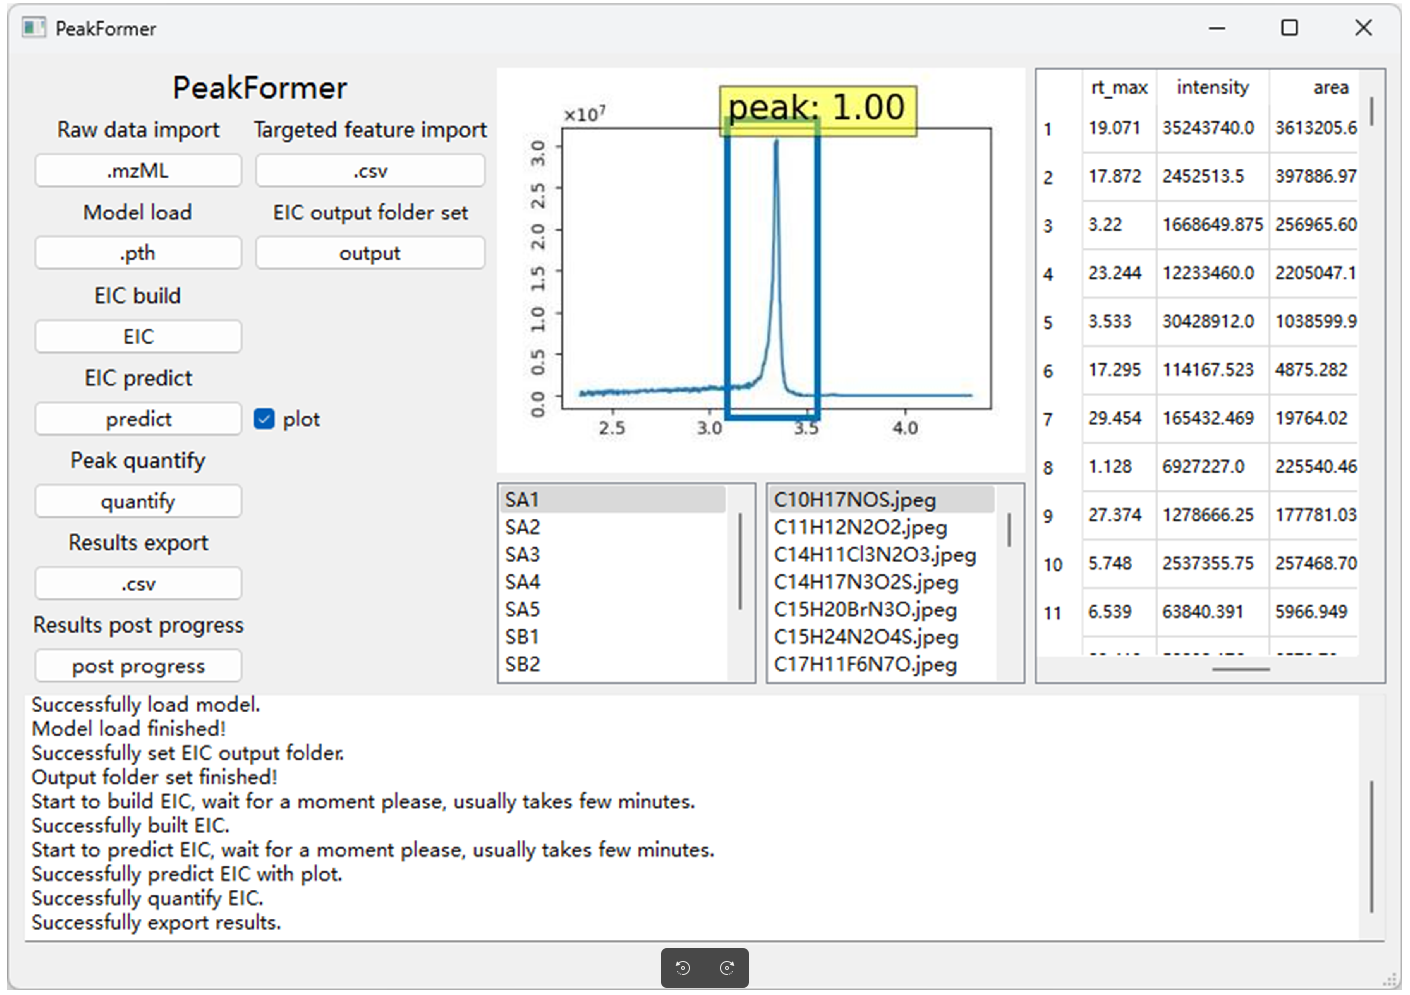 PeakFormer
PeakFormer
Raw data import
Targeted feature import
.mzML
.csv
Model load
EIC output folder set
.pth
output
EIC build
EIC
EIC predict
predict
plot
Peak quantify
quantify
Results export
.csv
Results post progress
post progress
×10⁷
peak: 1.00
3.0
2.5
2.0
1.5
1.0
0.5
0.0
2.5 3.0 3.5 4.0
SA1
SA2
SA3
SA4
SA5
SB1
SB2
C10H17NOS.jpeg
C11H12N2O2.jpeg
C14H11Cl3N2O3.jpeg
C14H17N3O2S.jpeg
C15H20BrN3O.jpeg
C15H24N2O4S.jpeg
C17H11F6N7O.jpeg
rt_max intensity area
1 19.071 35243740.0 3613205.6
2 17.872 2452513.5 397886.97
3 3.22 1668649.875 256965.60
4 23.244 12233460.0 2205047.1
5 3.533 30428912.0 1038599.9
6 17.295 114167.523 4875.282
7 29.454 165432.469 19764.02
8 1.128 6927227.0 225540.46
9 27.374 1278666.25 177781.03
10 5.748 2537355.75 257468.70
11 6.539 63840.391 5966.949
Successfully load model.
Model load finished!
Successfully set EIC output folder.
Output folder set finished!
Start to build EIC, wait for a moment please, usually takes few minutes.
Successfully built EIC.
Start to predict EIC, wait for a moment please, usually takes few minutes.
Successfully predict EIC with plot.
Successfully quantify EIC.
Successfully export results.